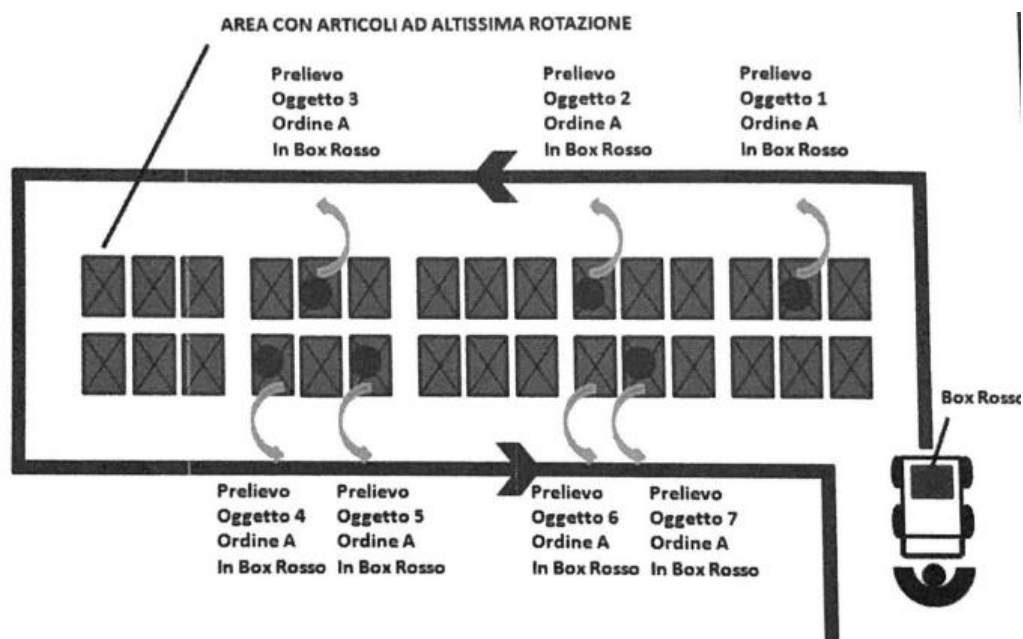 AREA CON ARTICOLI AD ALTISSIMA ROTAZIONE
Prelievo
Oggetto 3
Ordine A
In Box Rosso
Prelievo
Oggetto 2
Ordine A
In Box Rosso
Prelievo
Oggetto 1
Ordine A
In Box Rosso
Box Rosso
Prelievo
Oggetto 4
Ordine A
In Box Rosso
Prelievo
Oggetto 5
Ordine A
In Box Rosso
Prelievo
Oggetto 6
Ordine A
In Box Rosso
Prelievo
Oggetto 7
Ordine A
In Box Rosso